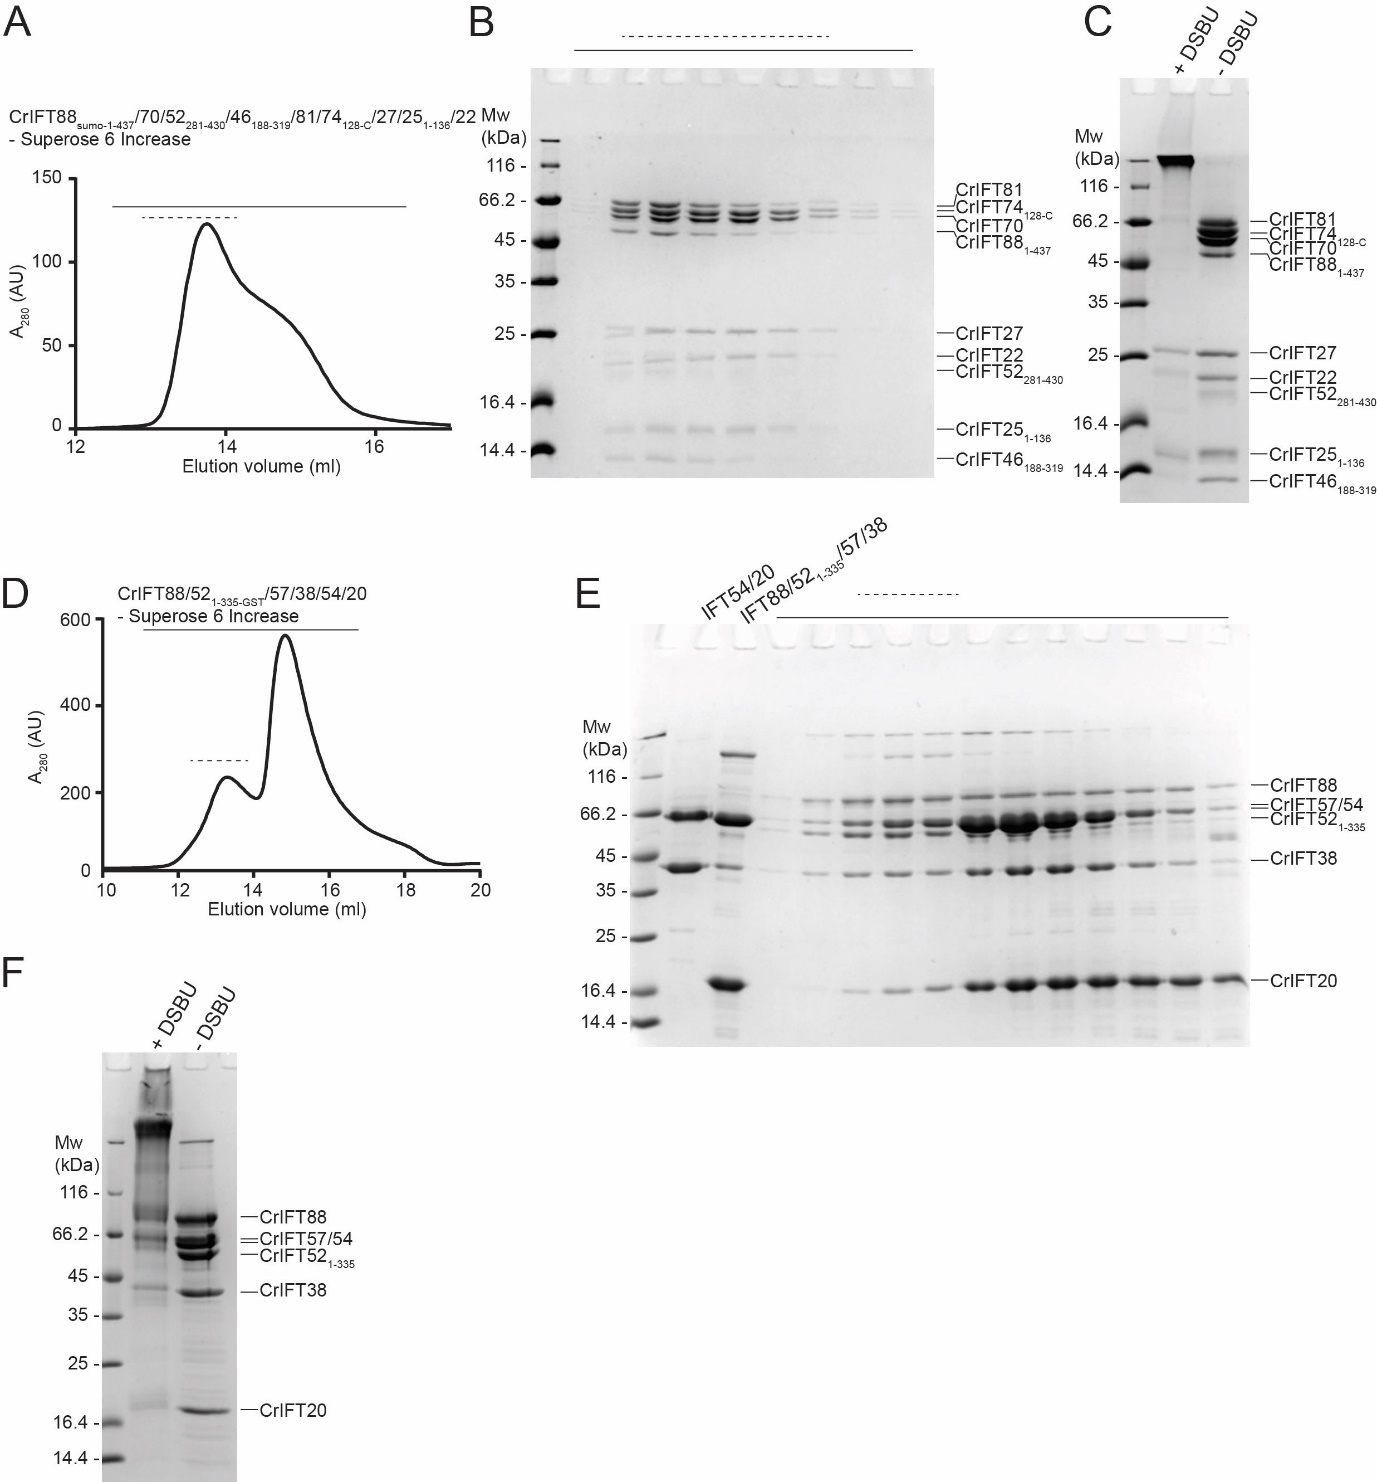 A
CrIFT88sumo-1-437/70/52281-430/46188-319/81/74128-C/27/251-136/22
- Superose 6 Increase
150
100
50
0
A280 (AU)
12
14
16
Elution volume (ml)
B
Mw
(kDa)
116 -
66.2 -
45 -
35 -
25 -
16.4 -
14.4 -
CrIFT81
CrIFT74128-C
CrIFT70
CrIFT881-437
CrIFT27
CrIFT22
CrIFT52281-430
CrIFT251-136
CrIFT46188-319
C
+ DSBU
- DSBU
Mw
(kDa)
116 -
66.2 -
45 -
35 -
25 -
16.4 -
14.4 -
CrIFT81
CrIFT74128-C
CrIFT70
CrIFT881-437
CrIFT27
CrIFT22
CrIFT52281-430
CrIFT251-136
CrIFT46188-319
D
CrIFT88/521-335-GST/57/38/54/20
- Superose 6 Increase
600
400
200
0
A280 (AU)
10
12
14
16
18
20
Elution volume (ml)
E
IFT54/20
IFT88/521-335/57/38
Mw
(kDa)
116 -
66.2 -
45 -
35 -
25 -
16.4 -
14.4 -
CrIFT88
CrIFT57/54
CrIFT521-335
CrIFT38
CrIFT20
F
+ DSBU
- DSBU
Mw
(kDa)
116 -
66.2 -
45 -
35 -
25 -
16.4 -
14.4 -
CrIFT88
CrIFT57/54
CrIFT521-335
CrIFT38
CrIFT20